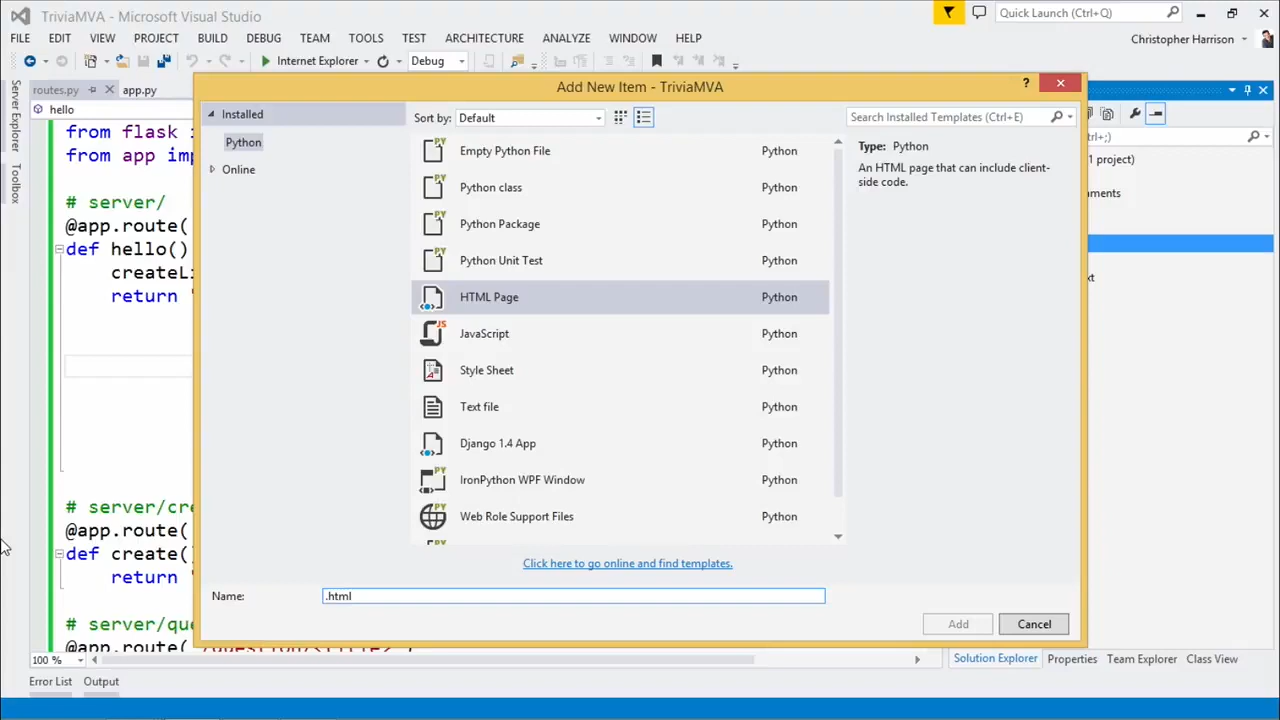 TriviaMVA - Microsoft Visual Studio
Quick Launch (Ctrl+Q)
FILE EDIT VIEW PROJECT BUILD DEBUG TEAM TOOLS TEST ARCHITECTURE ANALYZE WINDOW HELP
Christopher Harrison
Internet Explorer Debug
routes.py app.py
hello
Server Explorer
Toolbox
from flask
from app
# server/
@app.route(
def hello()
return
# server/
@app.route(
def create()
return
# server/
@app.route(
100 %
Error List Output
Add New Item - TriviaMVA
Installed
Python
Online
Sort by: Default
Search Installed Templates (Ctrl+E)
Empty Python File Python
Python class Python
Python Package Python
Python Unit Test Python
HTML Page Python
JavaScript Python
Style Sheet Python
Text file Python
Django 1.4 App Python
IronPython WPF Window Python
Web Role Support Files Python
Type: Python
An HTML page that can include client-
side code.
Click here to go online and find templates.
Name: .html
Add Cancel
1 project)
Solution Explorer Properties Team Explorer Class View